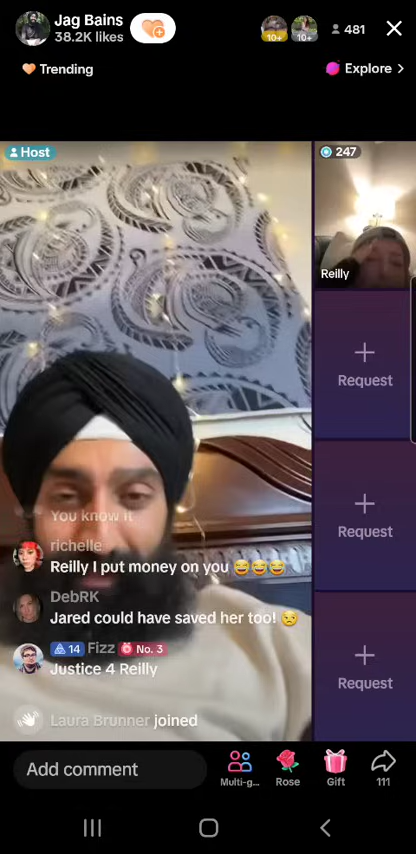 Jag Bains
38.2K likes
10+
10+
481
Trending
Explore
Host
247
Reilly
Request
Request
Request
You know it
richelle
Reilly I put money on you 😂😂😂
DebRK
Jared could have saved her too! 😒
14 Fizz No. 3
Justice 4 Reilly
Laura Brunner joined
Add comment
Multi-g...
Rose
Gift
111